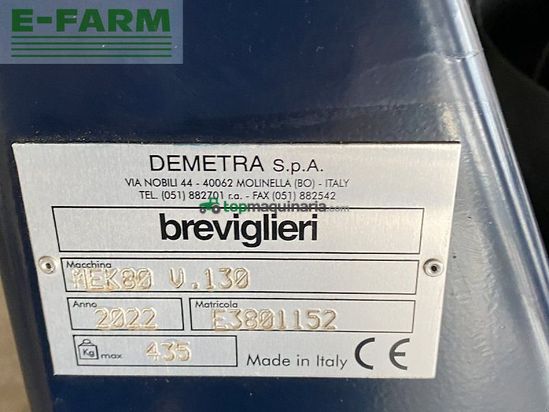 E-FARM
DEMETRA S.p.A.
VIA NOBILI 44 - 40062 MOLINELLA (BO) - ITALY
TEL. (051) 882701 r.a. - FAX (051) 882542
topmaquinaria.com
breviglieri
Macchina
MEK80 V.130
Anno
2022
Matricola
E3801152
Kg max 435
Made in Italy CE